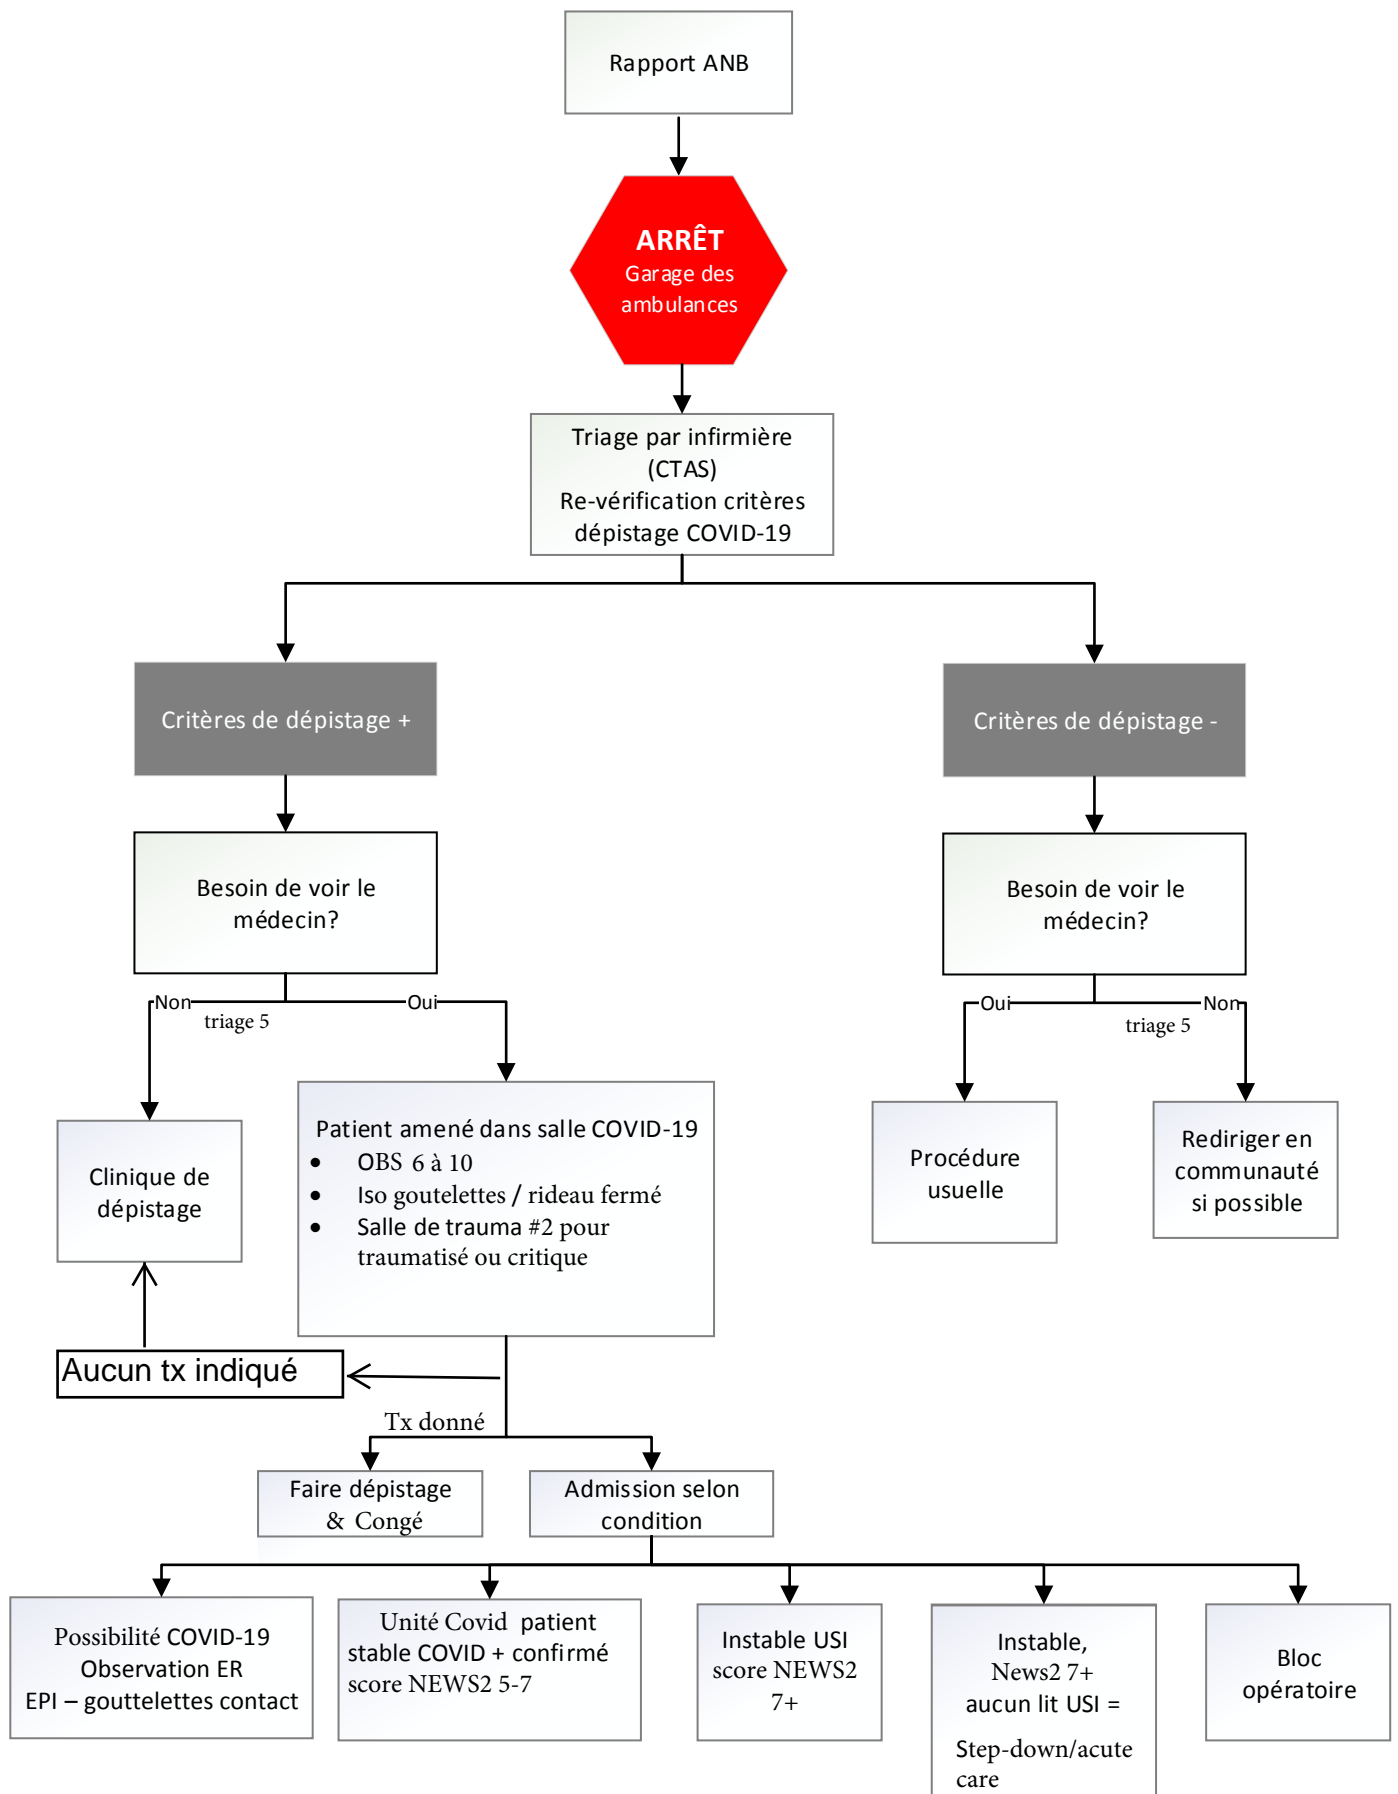 Rapport ANB
ARRÊT
Garage des
ambulances
Triage par infirmière
(CTAS)
Re-vérification critères
dépistage COVID-19
Critères de dépistage +
Critères de dépistage -
Besoin de voir le
médecin?
Besoin de voir le
médecin?
Non
Oui
triage 5
Oui
Non
triage 5
Clinique de
dépistage
Patient amené dans salle COVID-19
• OBS 6 à 10
• Iso goutelettes / rideau fermé
• Salle de trauma #2 pour
traumatisé ou critique
Procédure
usuelle
Rediriger en
communauté
si possible
Aucun tx indiqué
Tx donné
Faire dépistage
& Congé
Admission selon
condition
Possibilité COVID-19
Observation ER
EPI – gouttelettes contact
Unité Covid patient
stable COVID + confirmé
score NEWS2 5-7
Instable USI
score NEWS2
7+
Instable,
News2 7+
aucun lit USI =
Step-down/acute
care
Bloc
opératoire